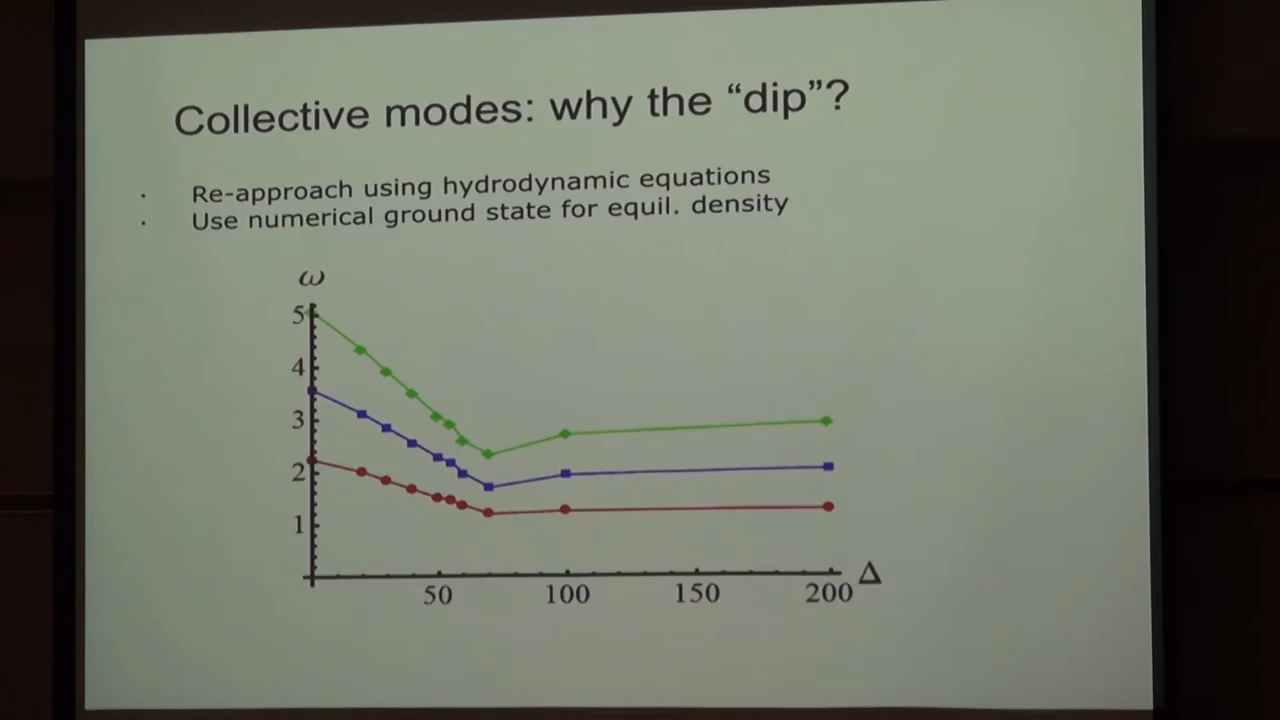 Collective modes: why the “dip”?
· Re-approach using hydrodynamic equations
· Use numerical ground state for equil. density
ω
5
4
3
2
1
50 100 150 200 Δ